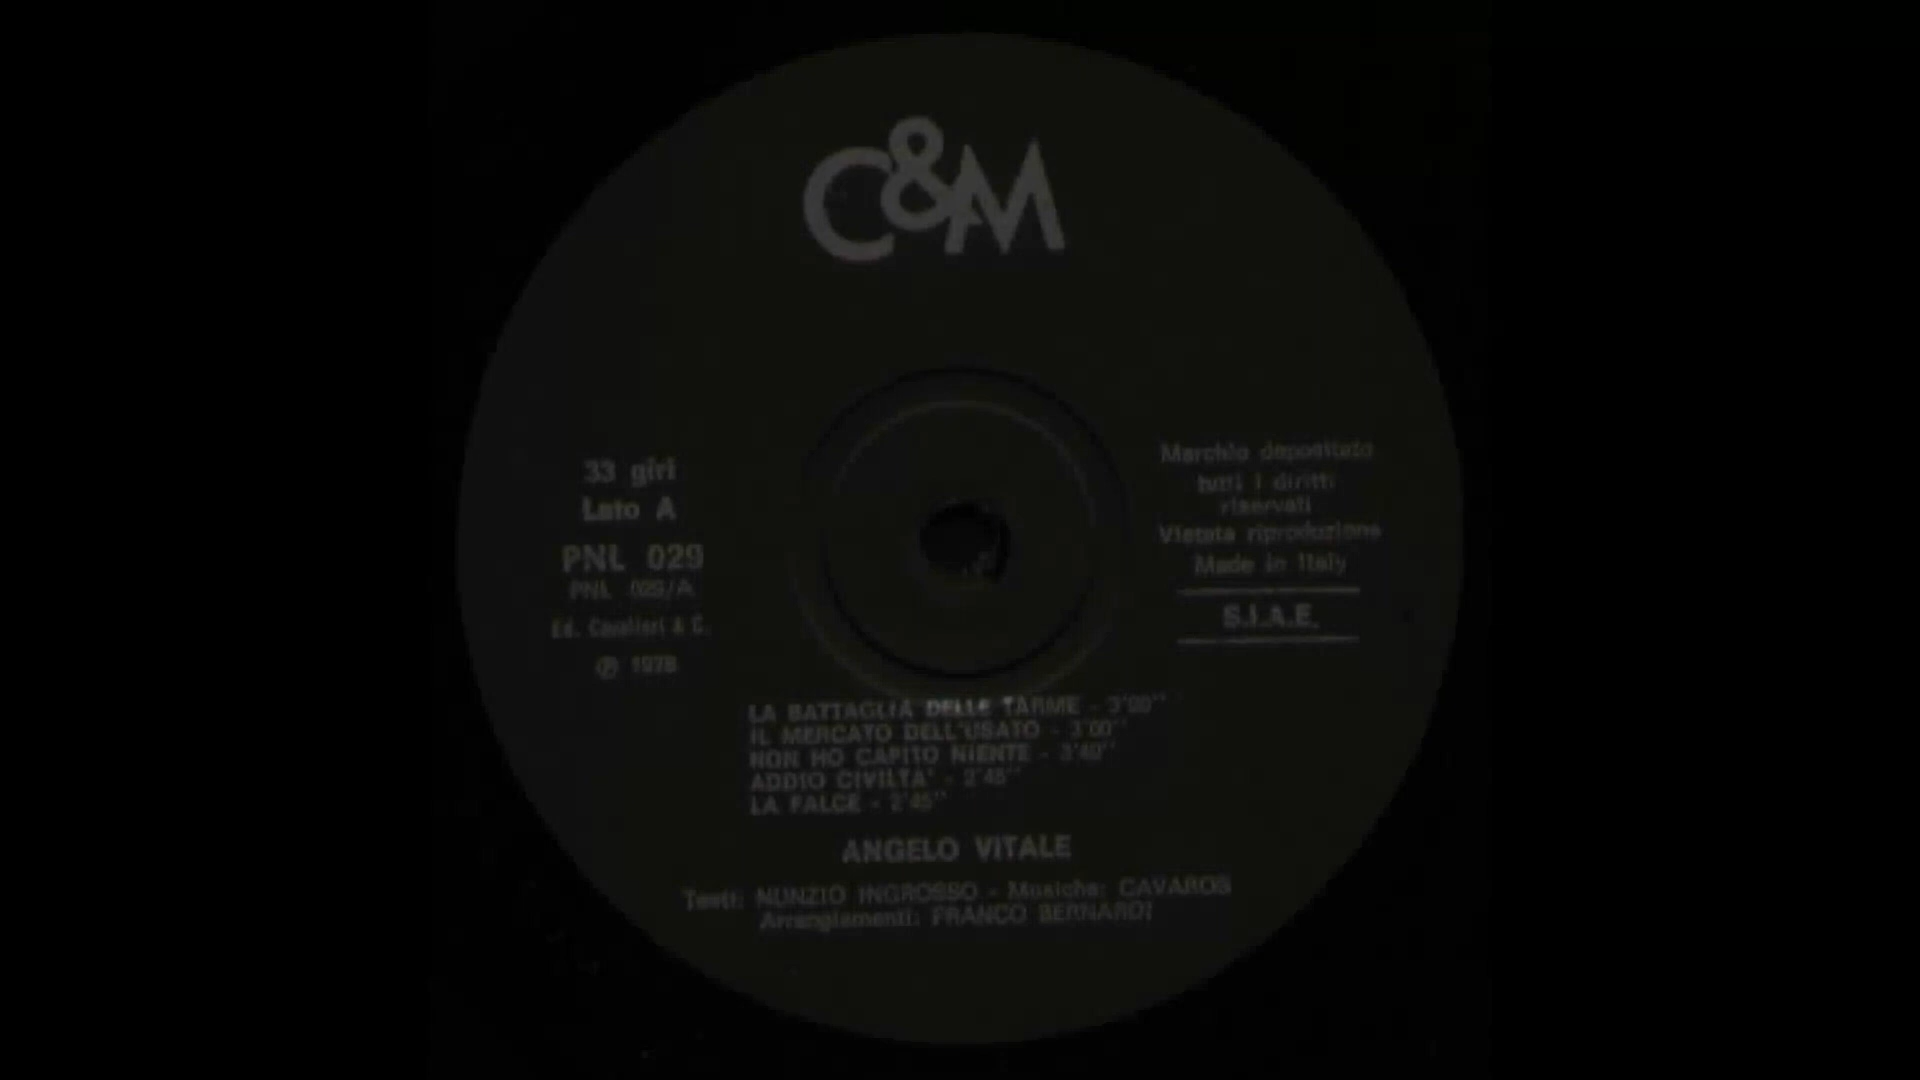 C&M
33 giri
Lato A
PNL 029
PNL 029/A
Ed. Cavalieri & C.
℗ 1978
Marchio depositato
tutti i diritti
riservati
Vietata riproduzione
Made in Italy
S.I.A.E.
LA BATTAGLIA DELLE TARME - 3'00''
IL MERCATO DELL'USATO - 3'00''
NON HO CAPITO NIENTE - 3'40''
ADDIO CIVILTA' - 2'45''
LA FALCE - 2'45''
ANGELO VITALE
Testi: NUNZIO INGROSSO - Musiche: CAVAROS
Arrangiamenti: FRANCO BERNARDI